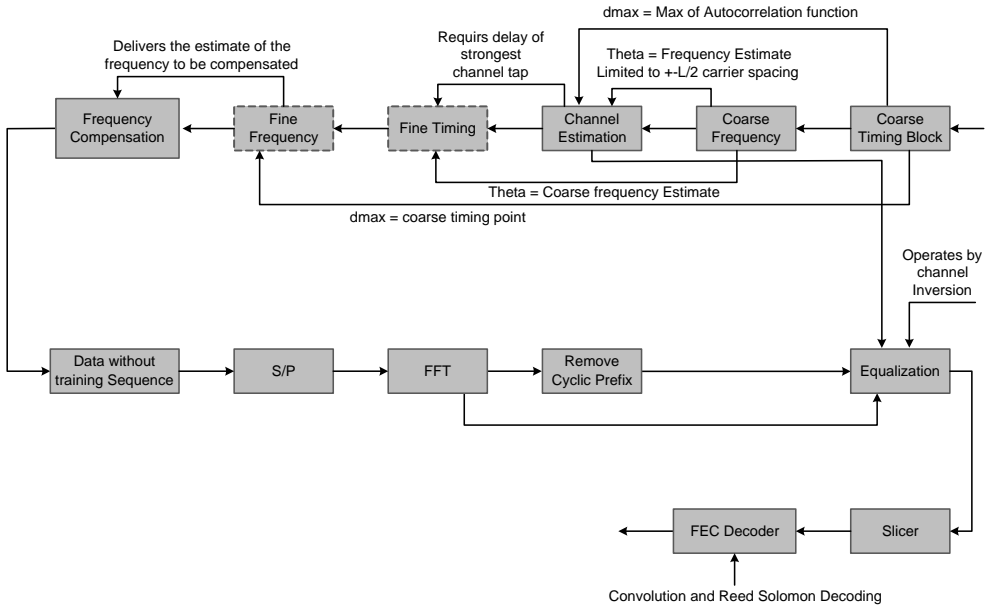 dmax = Max of Autocorrelation function
Delivers the estimate of the
frequency to be compensated
Requirs delay of
strongest
channel tap
Theta = Frequency Estimate
Limited to +-L/2 carrier spacing
Frequency
Compensation
Fine
Frequency
Fine Timing
Channel
Estimation
Coarse
Frequency
Coarse
Timing Block
Theta = Coarse frequency Estimate
dmax = coarse timing point
Operates by
channel
Inversion
Data without
training Sequence
S/P
FFT
Remove
Cyclic Prefix
Equalization
FEC Decoder
Slicer
Convolution and Reed Solomon Decoding